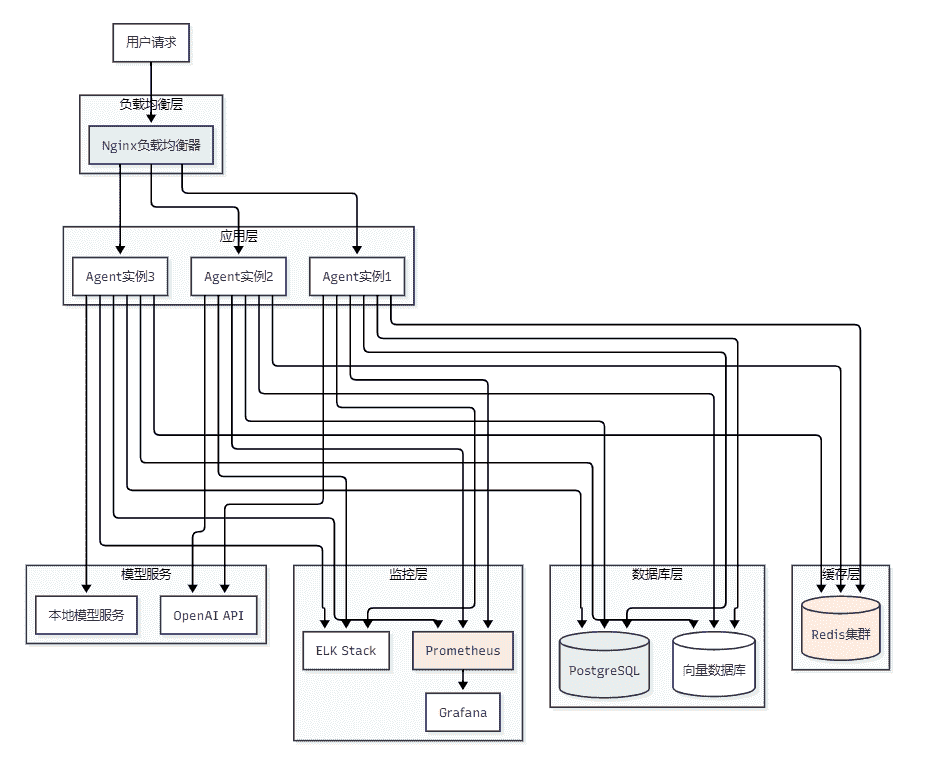 用户请求
负载均衡层
Nginx负载均衡器
应用层
Agent实例3
Agent实例2
Agent实例1
模型服务
监控层
数据库层
缓存层
本地模型服务
OpenAI API
ELK Stack
Prometheus
PostgreSQL
向量数据库
Redis集群
Grafana